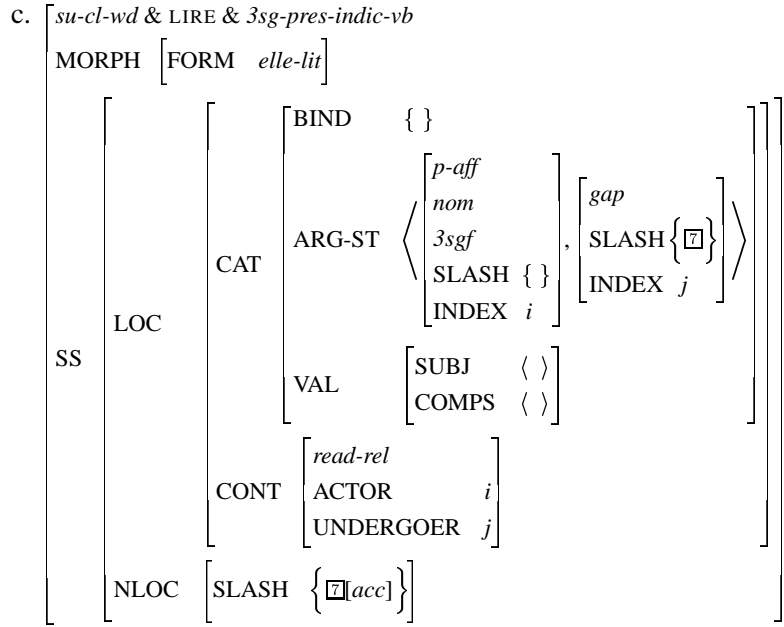 c. su-cl-wd & LIRE & 3sg-pres-indic-vb
MORPH [FORM elle-lit]
BIND { }
p-aff
nom
3sgf
SLASH { }
INDEX i
gap
SLASH { 7 }
INDEX j
ARG-ST ⟨ , ⟩
CAT
VAL
SUBJ ⟨ ⟩
COMPS ⟨ ⟩
LOC
SS
CONT
read-rel
ACTOR i
UNDERGOER j
NLOC [SLASH { 7 [acc] }]